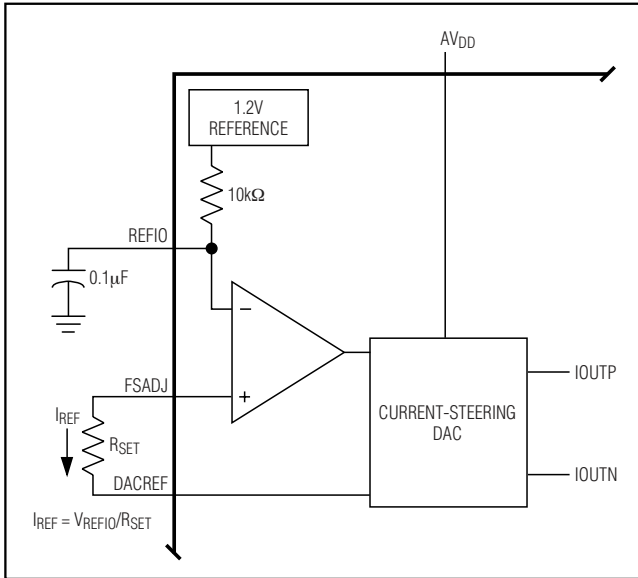 AVDD
1.2V
REFERENCE
10kΩ
REFIO
0.1µF
−
FSADJ
+
IREF
RSET
CURRENT-STEERING
DAC
IOUTP
IOUTN
DACREF
IREF = VREFIO/RSET